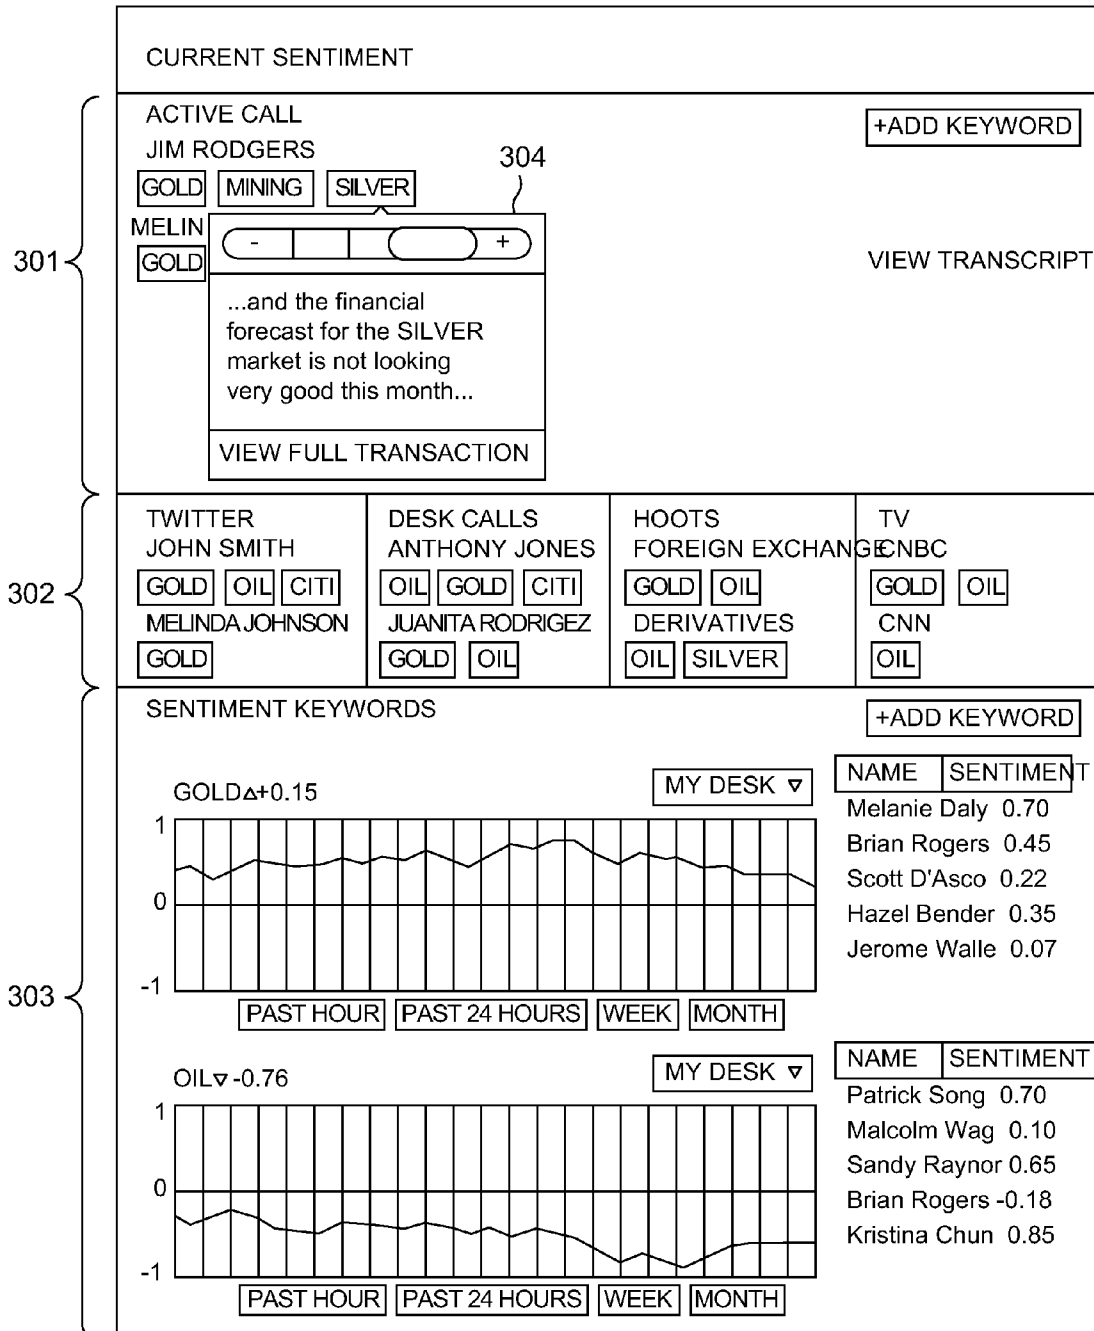 CURRENT SENTIMENT
301
ACTIVE CALL
+ADD KEYWORD
JIM RODGERS
304
GOLD MINING SILVER
MELIN
- +
GOLD
VIEW TRANSCRIPT
...and the financial
forecast for the SILVER
market is not looking
very good this month...
VIEW FULL TRANSACTION
302
TWITTER
JOHN SMITH
GOLD OIL CITI
MELINDA JOHNSON
GOLD
DESK CALLS
ANTHONY JONES
OIL GOLD CITI
JUANITA RODRIGEZ
GOLD OIL
HOOTS
FOREIGN EXCHANGE
GOLD OIL
DERIVATIVES
OIL SILVER
TV
CNBC
GOLD OIL
CNN
OIL
303
SENTIMENT KEYWORDS
+ADD KEYWORD
GOLD△+0.15
MY DESK ▽
1
0
-1
PAST HOUR PAST 24 HOURS WEEK MONTH
NAME SENTIMENT
Melanie Daly 0.70
Brian Rogers 0.45
Scott D'Asco 0.22
Hazel Bender 0.35
Jerome Walle 0.07
OIL▽-0.76
MY DESK ▽
1
0
-1
PAST HOUR PAST 24 HOURS WEEK MONTH
NAME SENTIMENT
Patrick Song 0.70
Malcolm Wag 0.10
Sandy Raynor 0.65
Brian Rogers -0.18
Kristina Chun 0.85